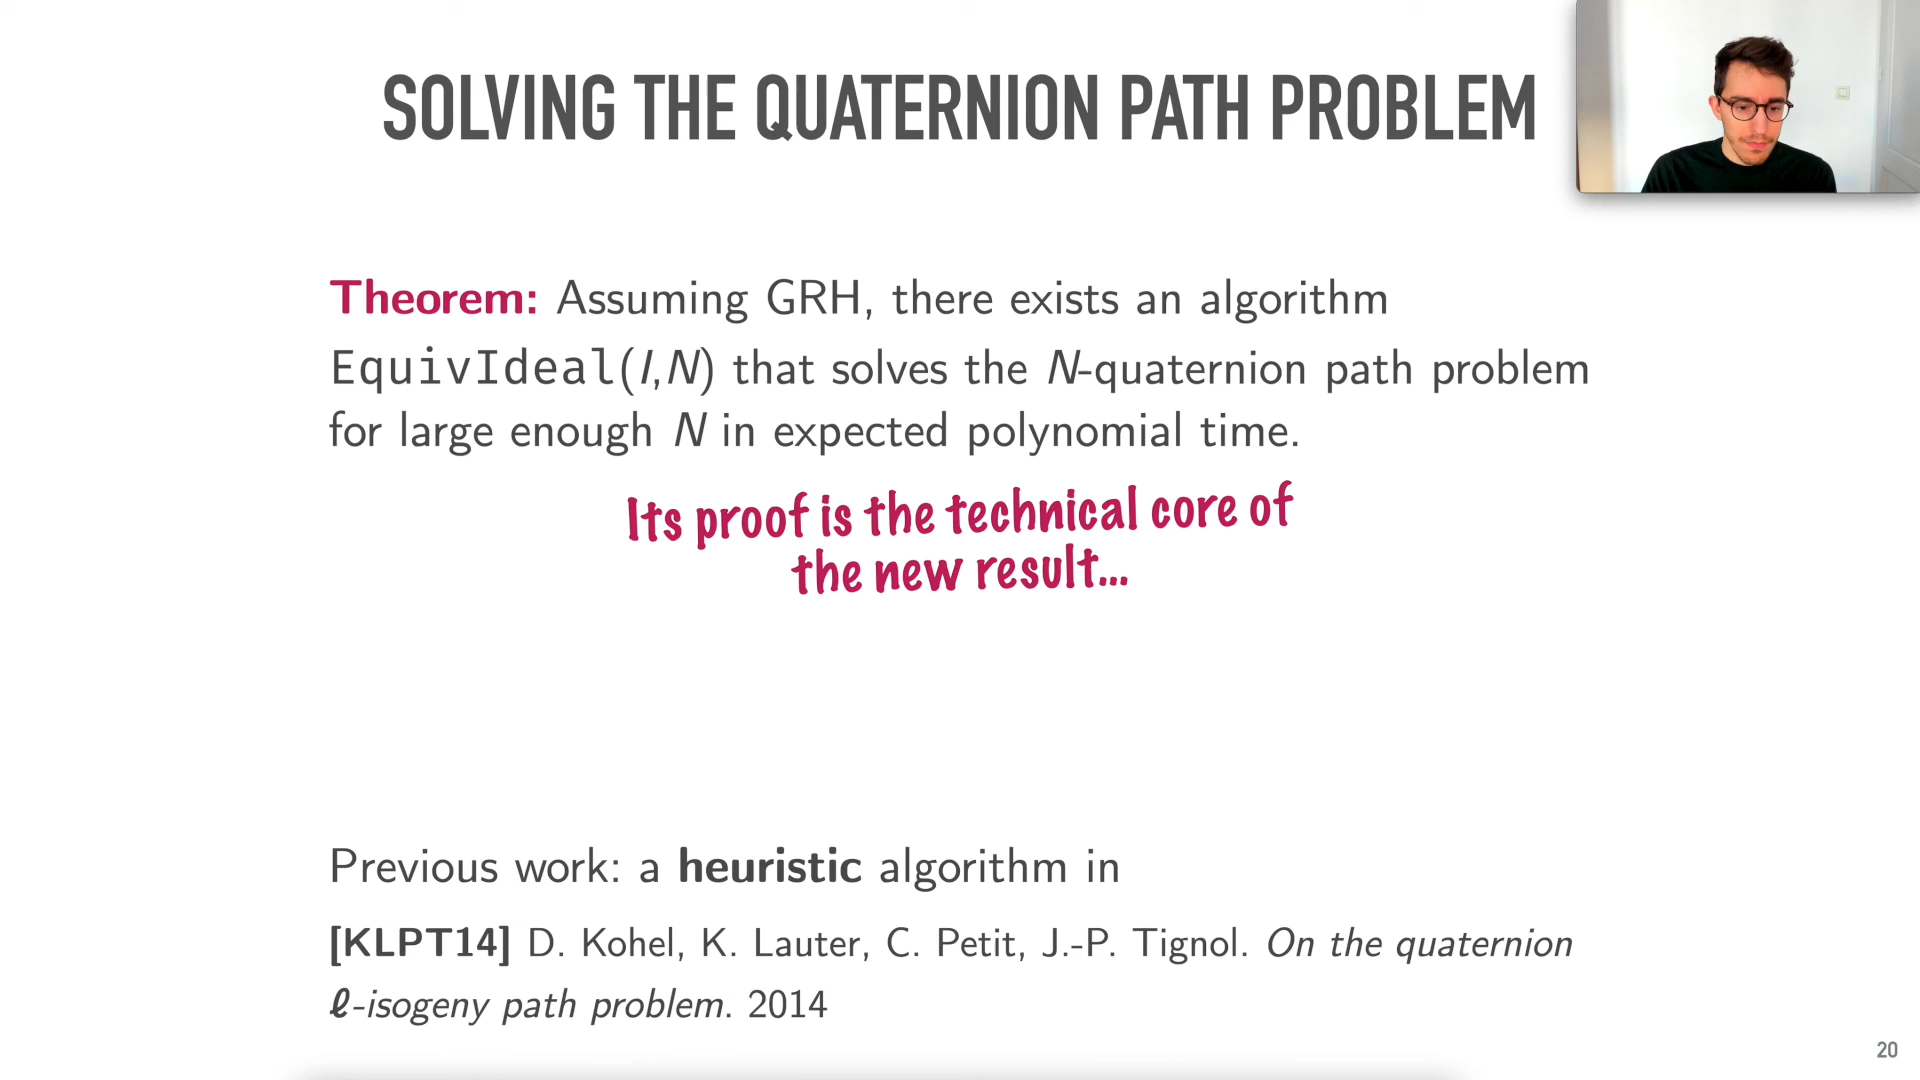 SOLVING THE QUATERNION PATH PROBLEM
Theorem: Assuming GRH, there exists an algorithm
EquivIdeal(I,N) that solves the N-quaternion path problem
for large enough N in expected polynomial time.
Its proof is the technical core of
the new result...
Previous work: a heuristic algorithm in
[KLPT14] D. Kohel, K. Lauter, C. Petit, J.-P. Tignol. On the quaternion
ℓ-isogeny path problem. 2014
20